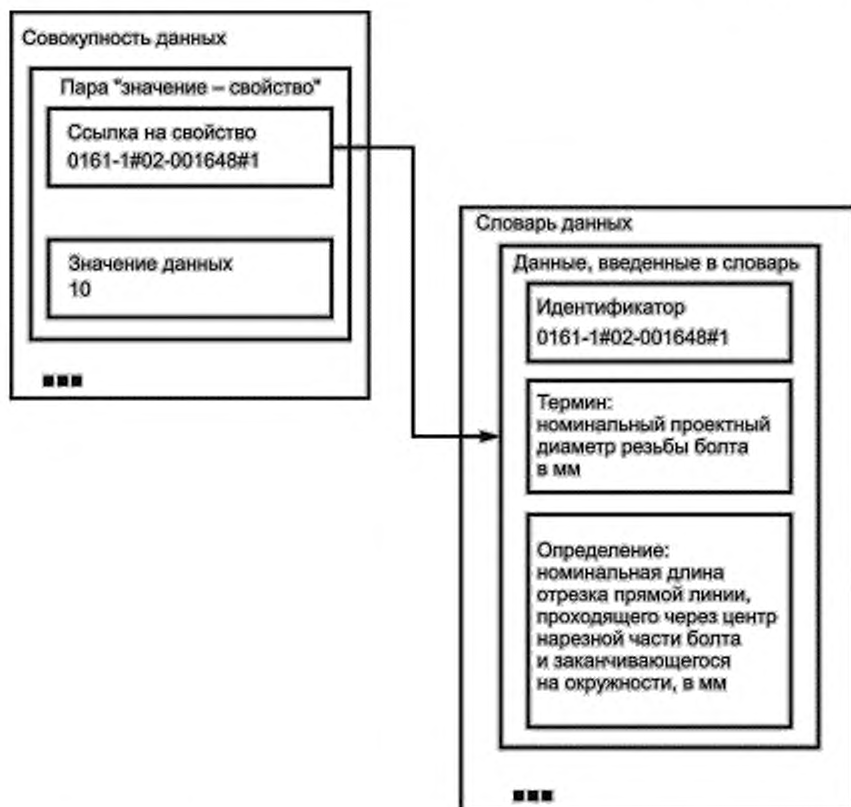 Совокупность данных
Пара "значение – свойство"
Ссылка на свойство
0161-1#02-001648#1
Значение данных
10
Словарь данных
Данные, введенные в словарь
Идентификатор
0161-1#02-001648#1
Термин:
номинальный проектный
диаметр резьбы болта
в мм
Определение:
номинальная длина
отрезка прямой линии,
проходящего через центр
нарезной части болта
и заканчивающегося
на окружности, в мм